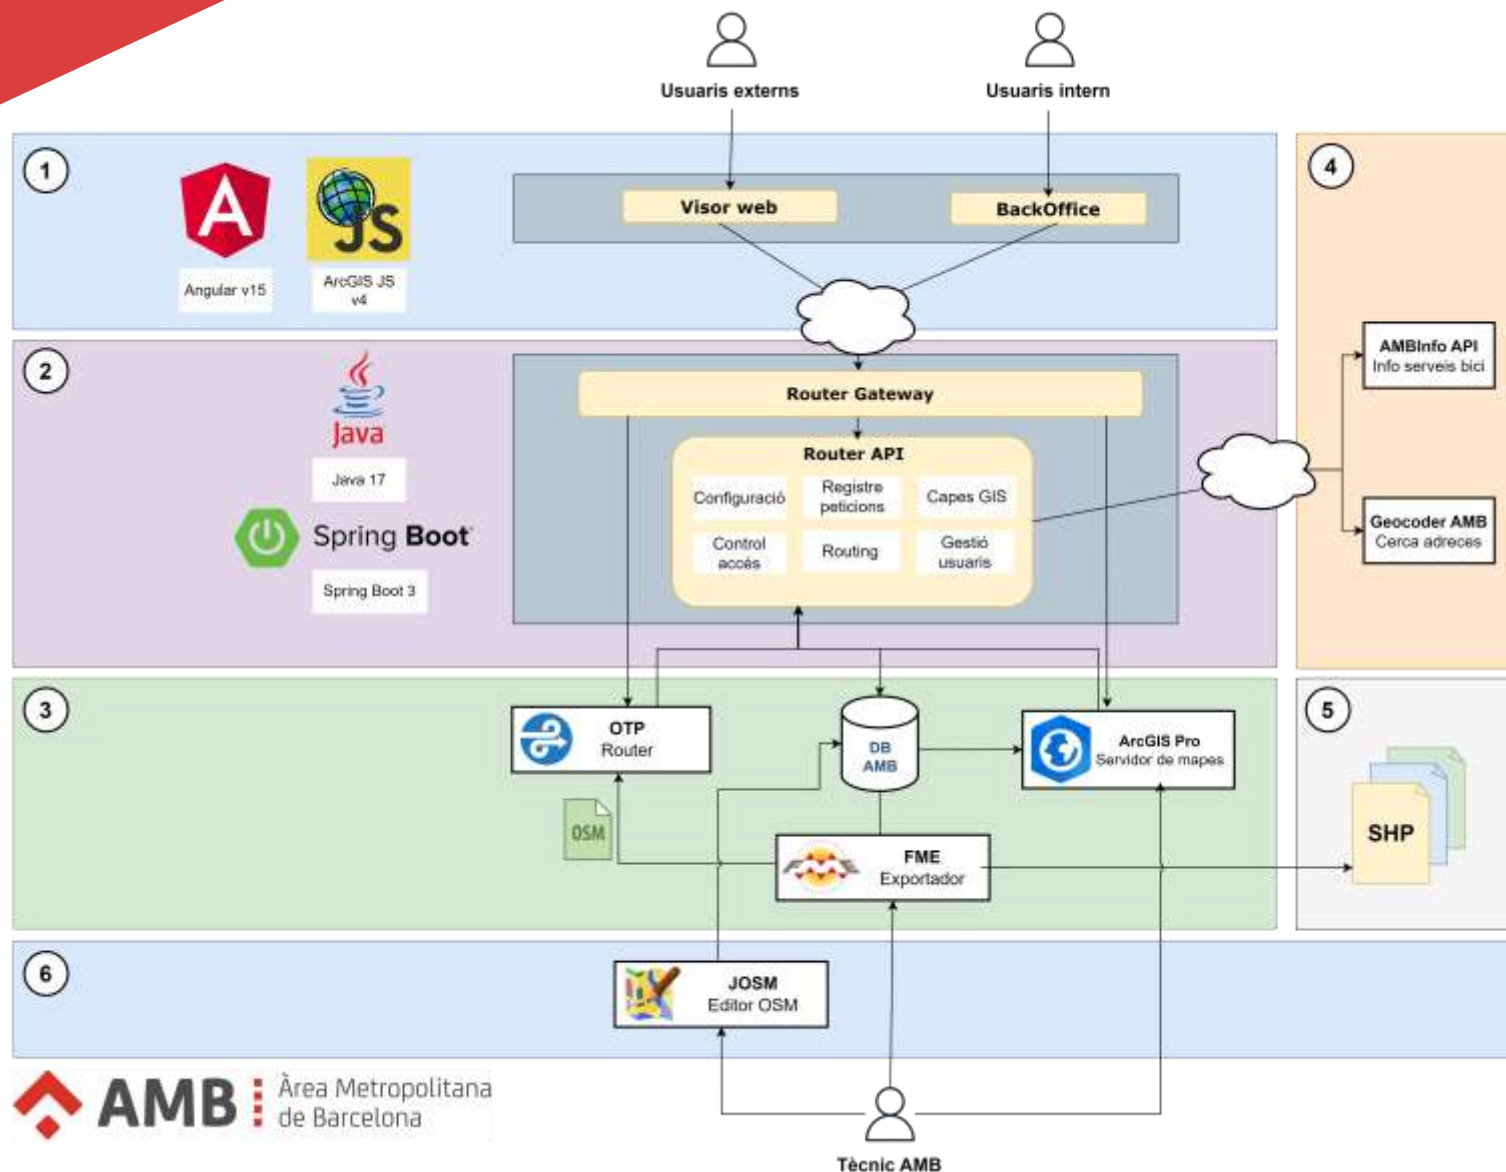 Usuaris externs
Usuaris intern
1
Angular v15
JS
ArcGIS JS
v4
Visor web
BackOffice
2
Java
Java 17
Spring Boot
Spring Boot 3
Router Gateway
Router API
Configuració
Registre
peticions
Capes GIS
Control
accés
Routing
Gestió
usuaris
4
AMBInfo API
Info serveis bici
Geocoder AMB
Cerca adreces
3
OTP
Router
OSM
DB
AMB
ArcGIS Pro
Servidor de mapes
FME
FME
Exportador
5
SHP
6
JOSM
Editor OSM
AMB
Àrea Metropolitana
de Barcelona
Tècnic AMB